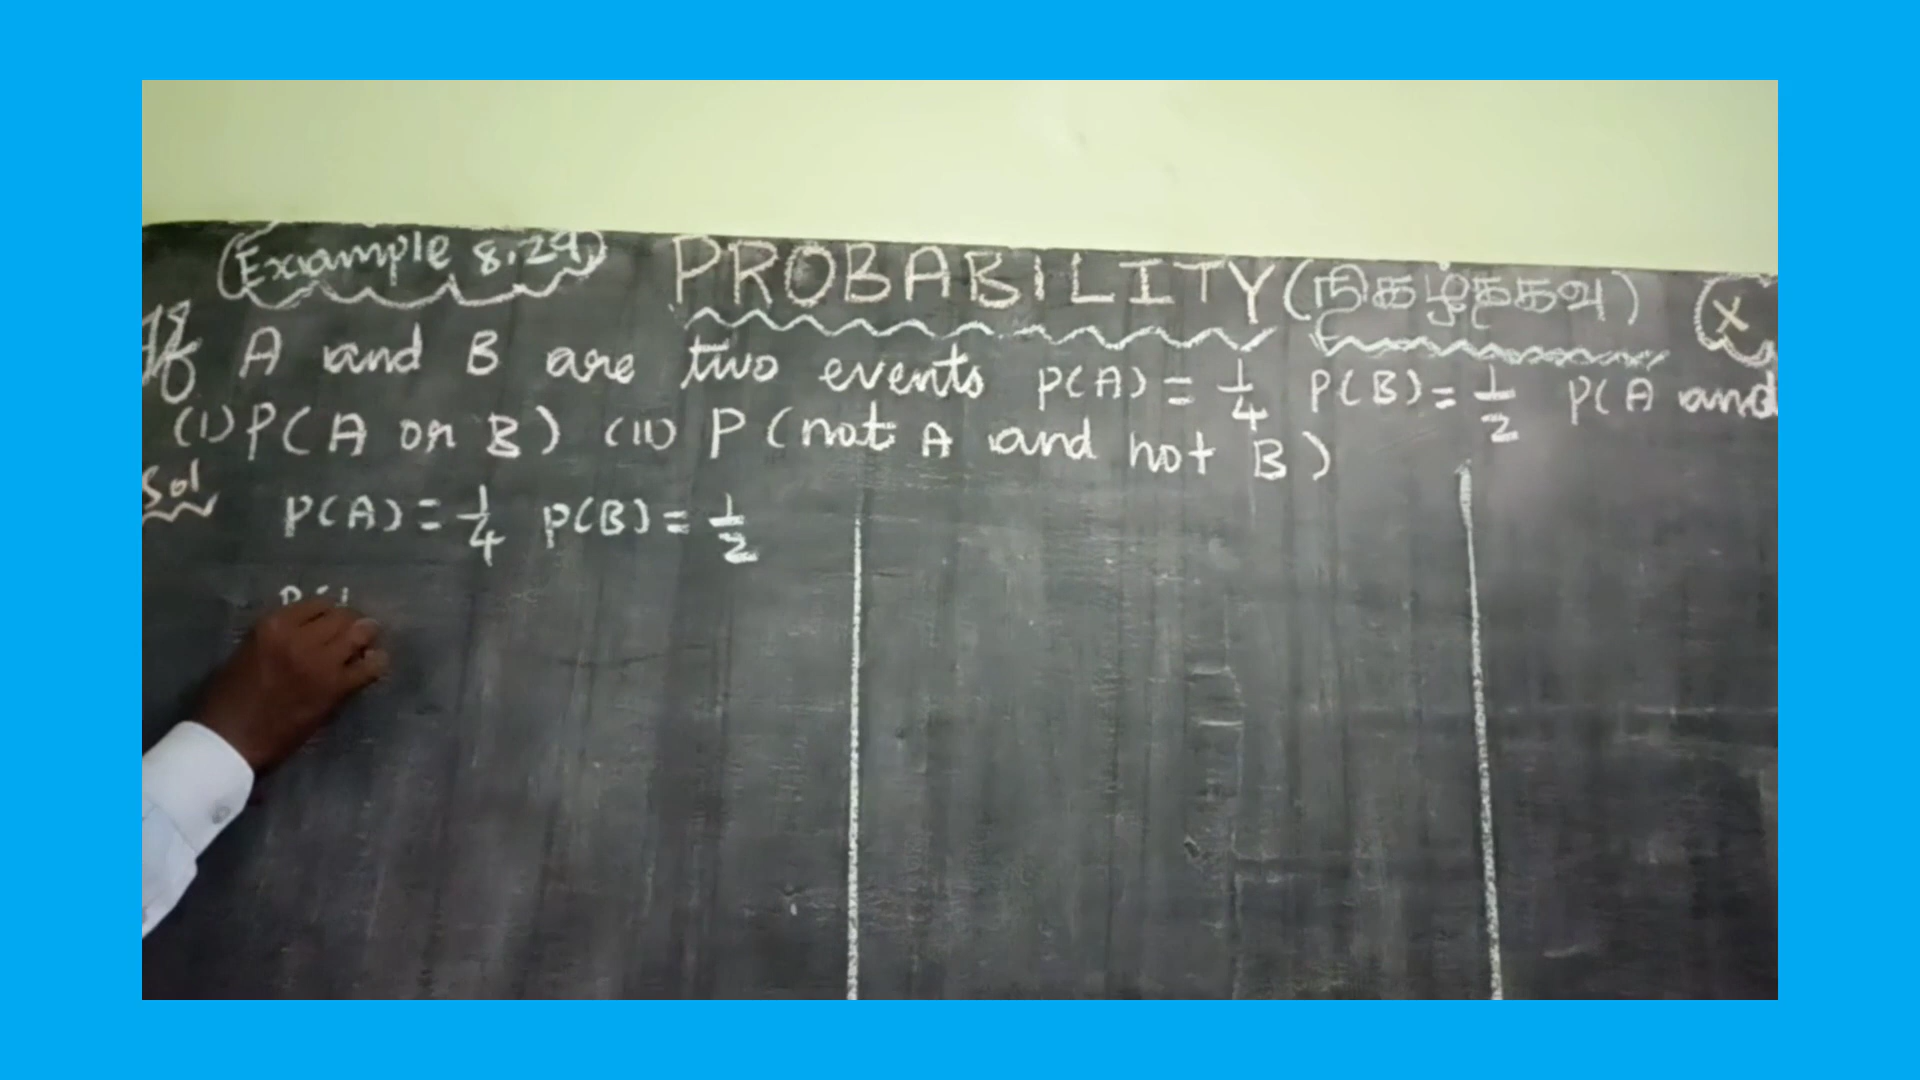 (Example 8.29) PROBABILITY (நிகழ்தகவு) (X
If A and B are two events P(A) = 1/4 P(B) = 1/2 P(A and
(i) P(A or B) (ii) P(not A and not B)
Sol
P(A) = 1/4 P(B) = 1/2